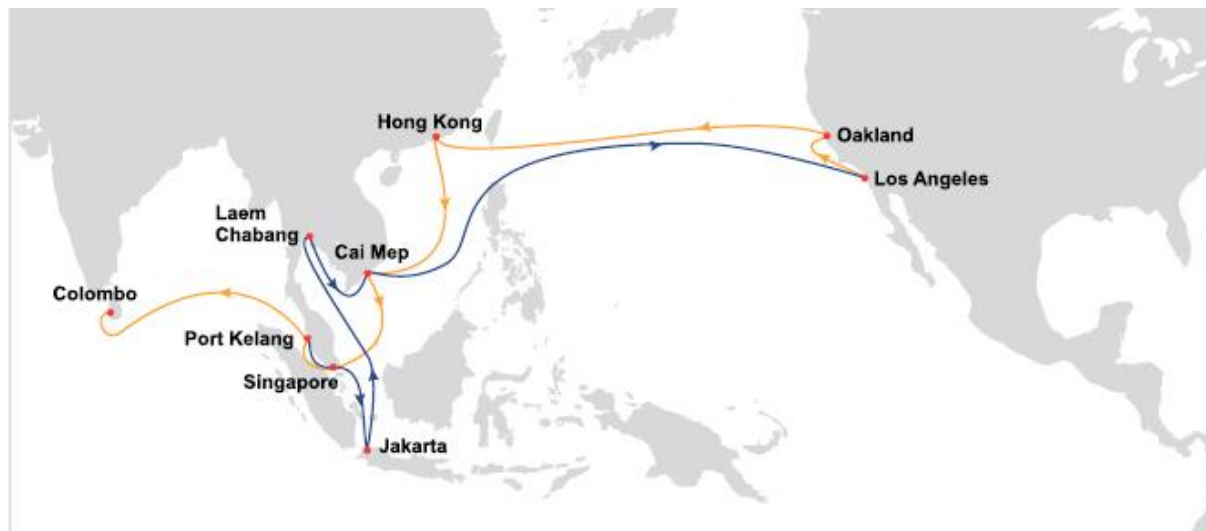 Hong Kong
Oakland
Los Angeles
Laem
Chabang
Cai Mep
Colombo
Port Kelang
Singapore
Jakarta